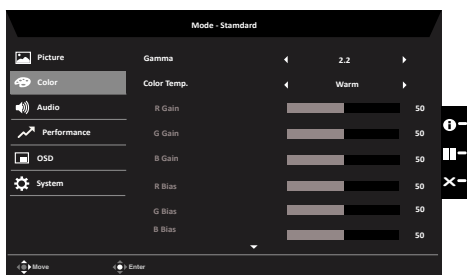 Mode - Standard
Picture
Gamma 2.2
Color
Color Temp. Warm
Audio
R Gain 50
Performance
G Gain 50
OSD
B Gain 50
System
R Bias 50
G Bias 50
B Bias 50
Move Enter